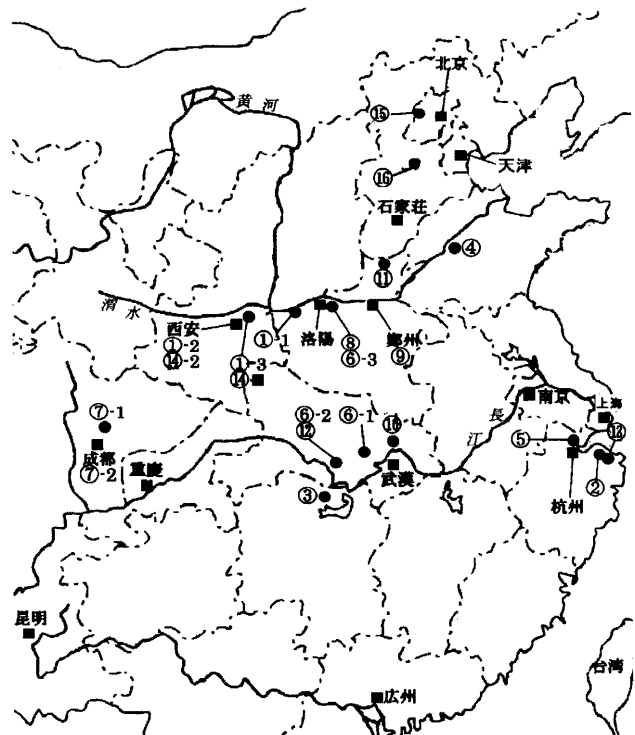 北京
黄河
⑮
天津
⑯
石家荘
④
⑪
渭水
西安
①-2
⑭-2
①-1
①-3
⑭
洛陽
⑧
⑥-3
鄭州
⑨
⑦-1
成都
⑦-2
重慶
⑥-2
⑫
⑥-1
⑩
武漢
③
長江
南京
上海
⑤
⑬
②
杭州
昆明
台湾
広州